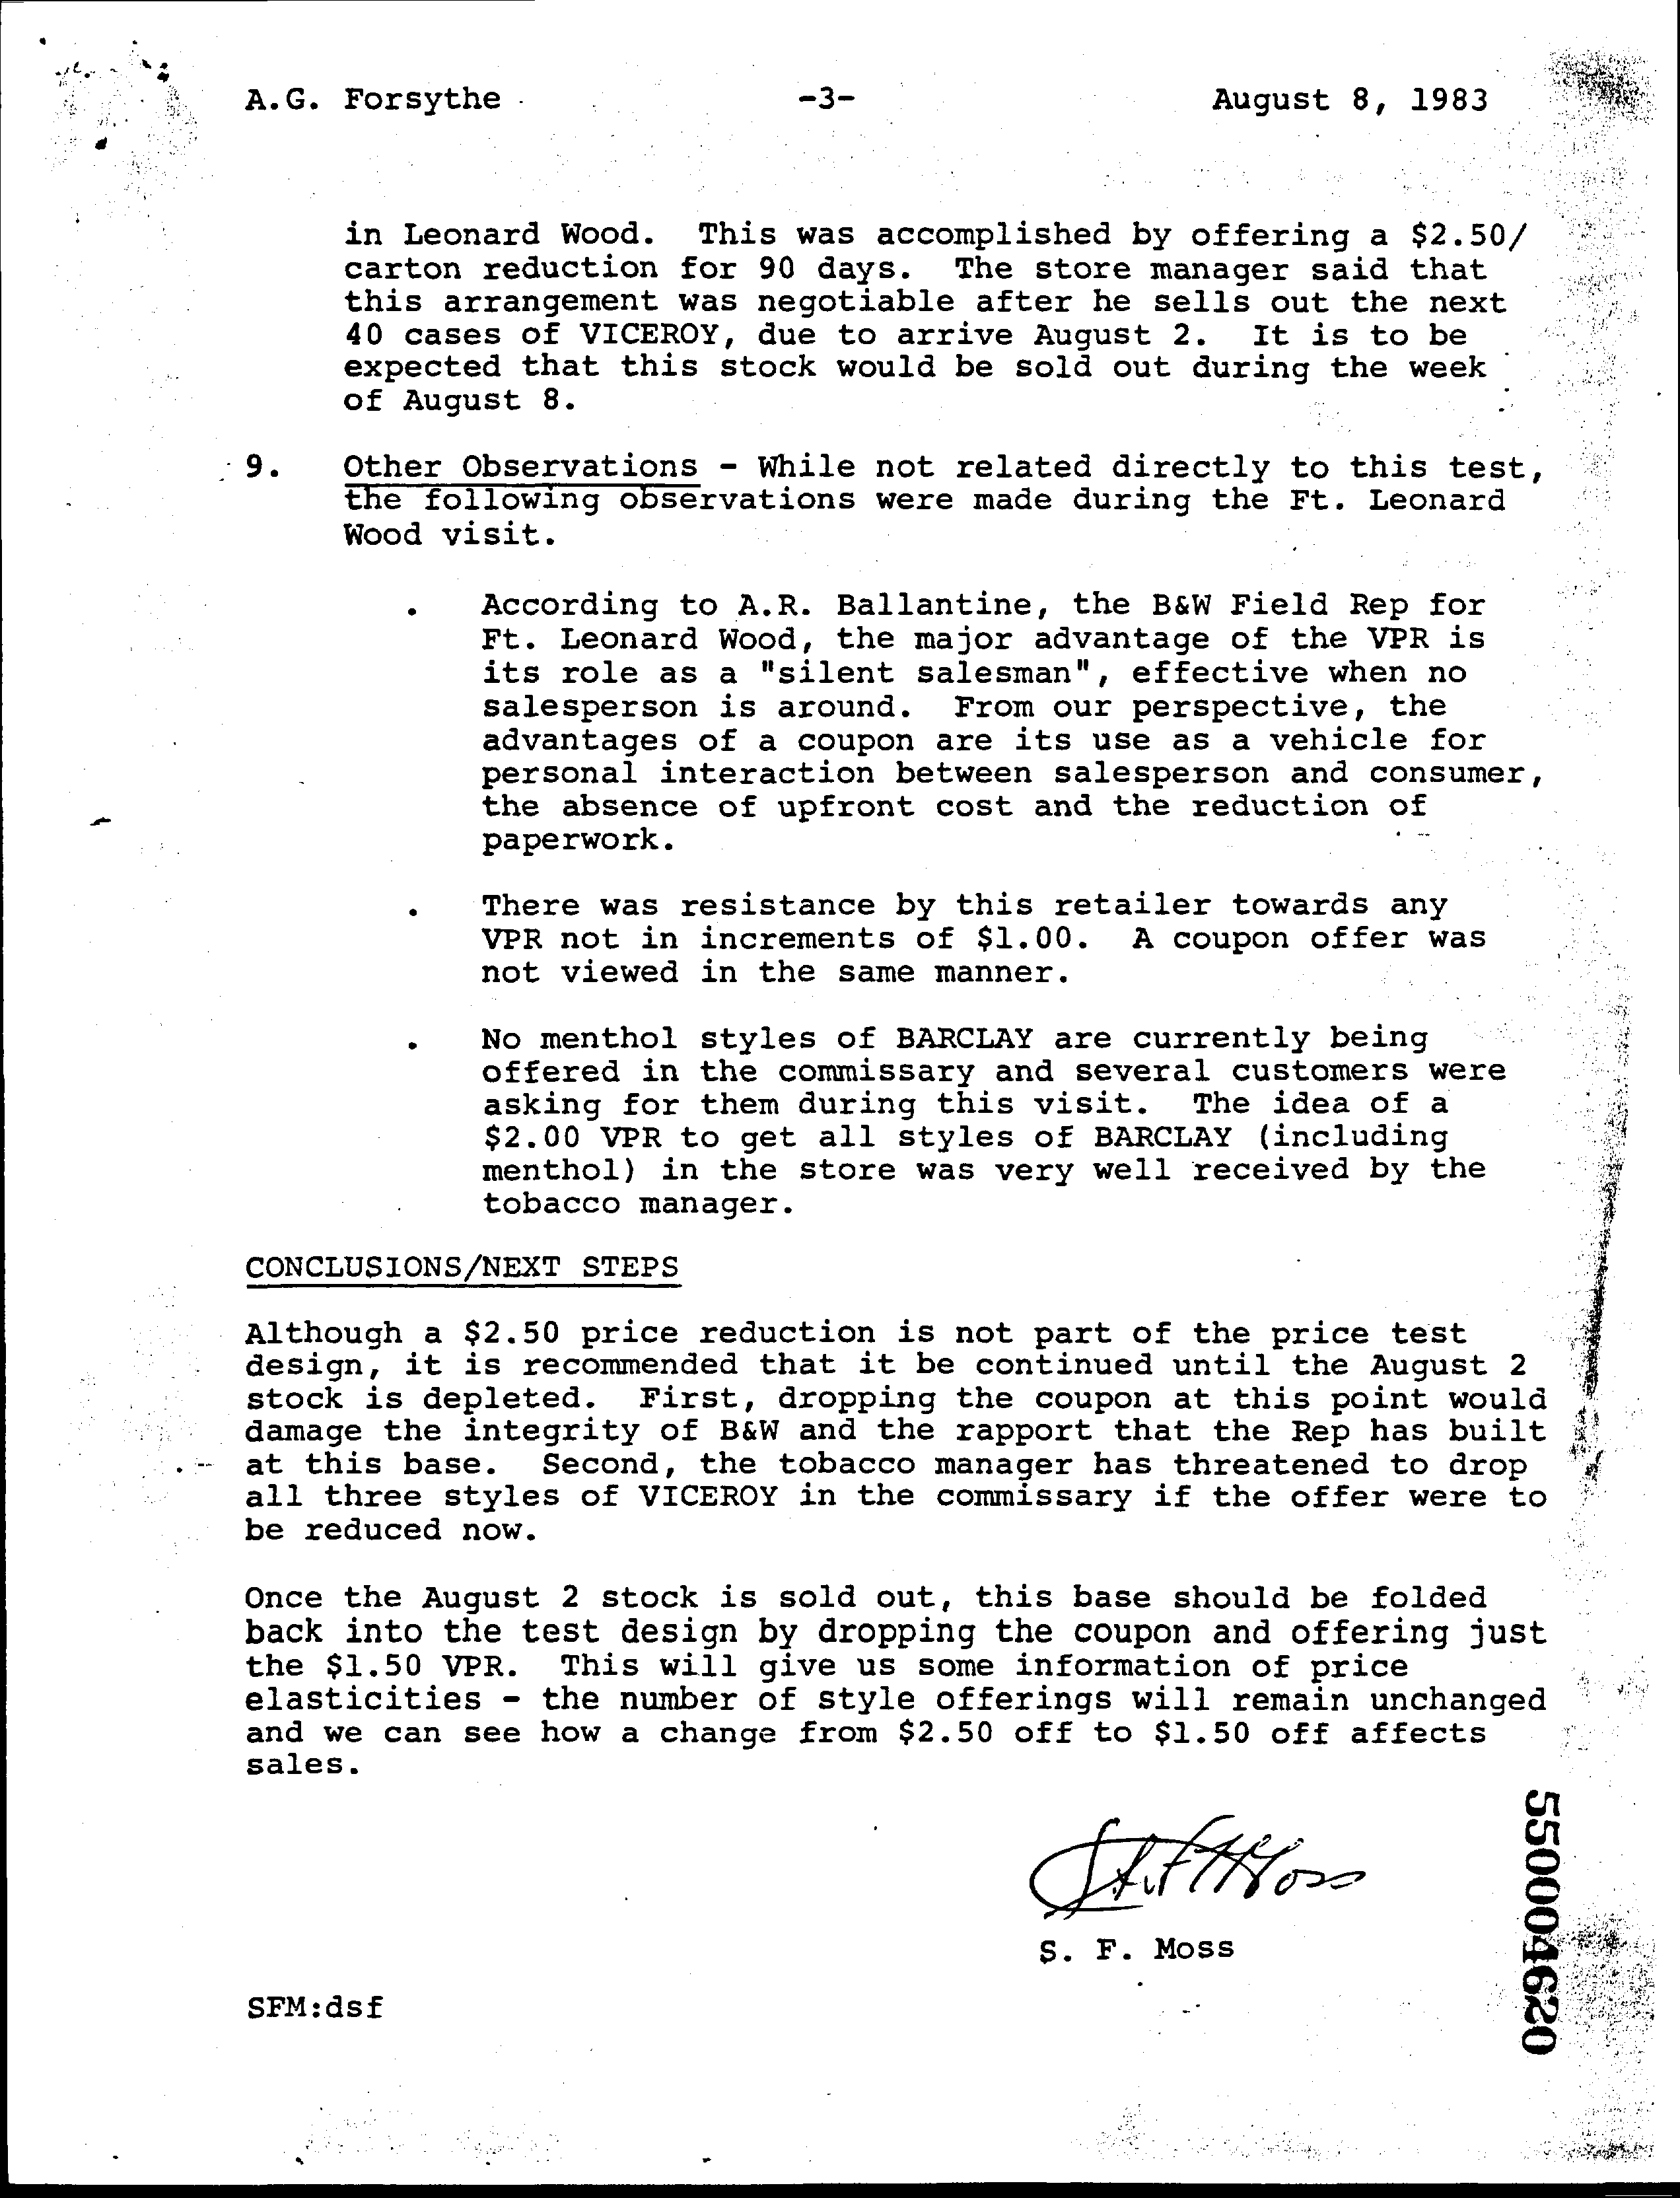 A.G. Forsythe -3- August 8, 1983
in Leonard Wood. This was accomplished by offering a $2.50/
carton reduction for 90 days. The store manager said that
this arrangement was negotiable after he sells out the next
40 cases of VICEROY, due to arrive August 2. It is to be
expected that this stock would be sold out during the week
of August 8.
9. Other Observations - While not related directly to this test,
the following observations were made during the Ft. Leonard
Wood visit.
. According to A.R. Ballantine, the B&W Field Rep for
Ft. Leonard Wood, the major advantage of the VPR is
its role as a "silent salesman", effective when no
salesperson is around. From our perspective, the
advantages of a coupon are its use as a vehicle for
personal interaction between salesperson and consumer,
the absence of upfront cost and the reduction of
paperwork.
. There was resistance by this retailer towards any
VPR not in increments of $1.00. A coupon offer was
not viewed in the same manner.
. No menthol styles of BARCLAY are currently being
offered in the commissary and several customers were
asking for them during this visit. The idea of a
$2.00 VPR to get all styles of BARCLAY (including
menthol) in the store was very well received by the
tobacco manager.
CONCLUSIONS/NEXT STEPS
Although a $2.50 price reduction is not part of the price test
design, it is recommended that it be continued until the August 2
stock is depleted. First, dropping the coupon at this point would
damage the integrity of B&W and the rapport that the Rep has built
at this base. Second, the tobacco manager has threatened to drop
all three styles of VICEROY in the commissary if the offer were to
be reduced now.
Once the August 2 stock is sold out, this base should be folded
back into the test design by dropping the coupon and offering just
the $1.50 VPR. This will give us some information of price
elasticities - the number of style offerings will remain unchanged
and we can see how a change from $2.50 off to $1.50 off affects
sales.
S. F. Moss
SFM:dsf
550004620